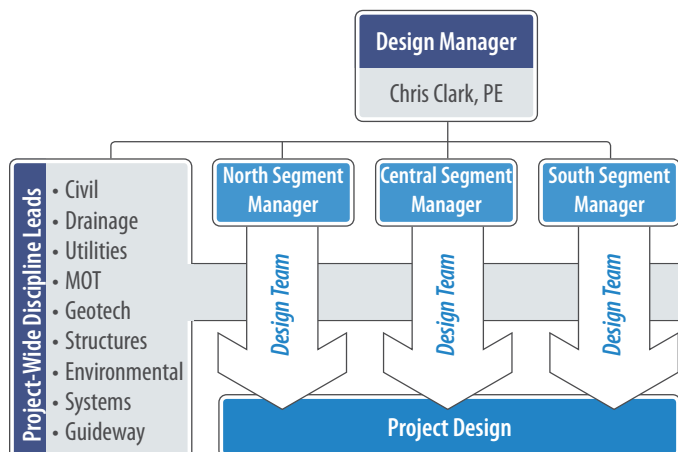 Design Manager
Chris Clark, PE
Project-Wide Discipline Leads
• Civil
• Drainage
• Utilities
• MOT
• Geotech
• Structures
• Environmental
• Systems
• Guideway
North Segment
Manager
Central Segment
Manager
South Segment
Manager
Design Team
Design Team
Design Team
Project Design